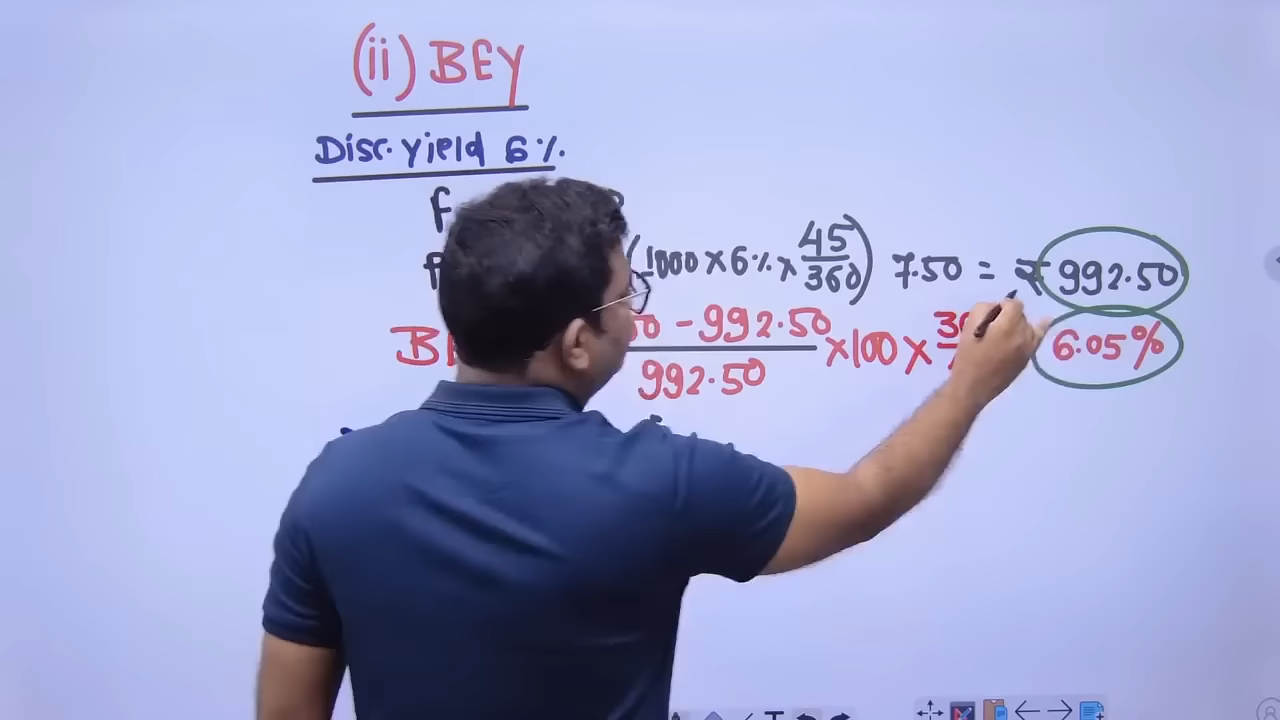 (ii) BEY
Disc. yield 6%
(1000 × 6% × 45/360) 7.50 = ₹ 992.50
- 992.50 / 992.50 × 100 × 6.05%